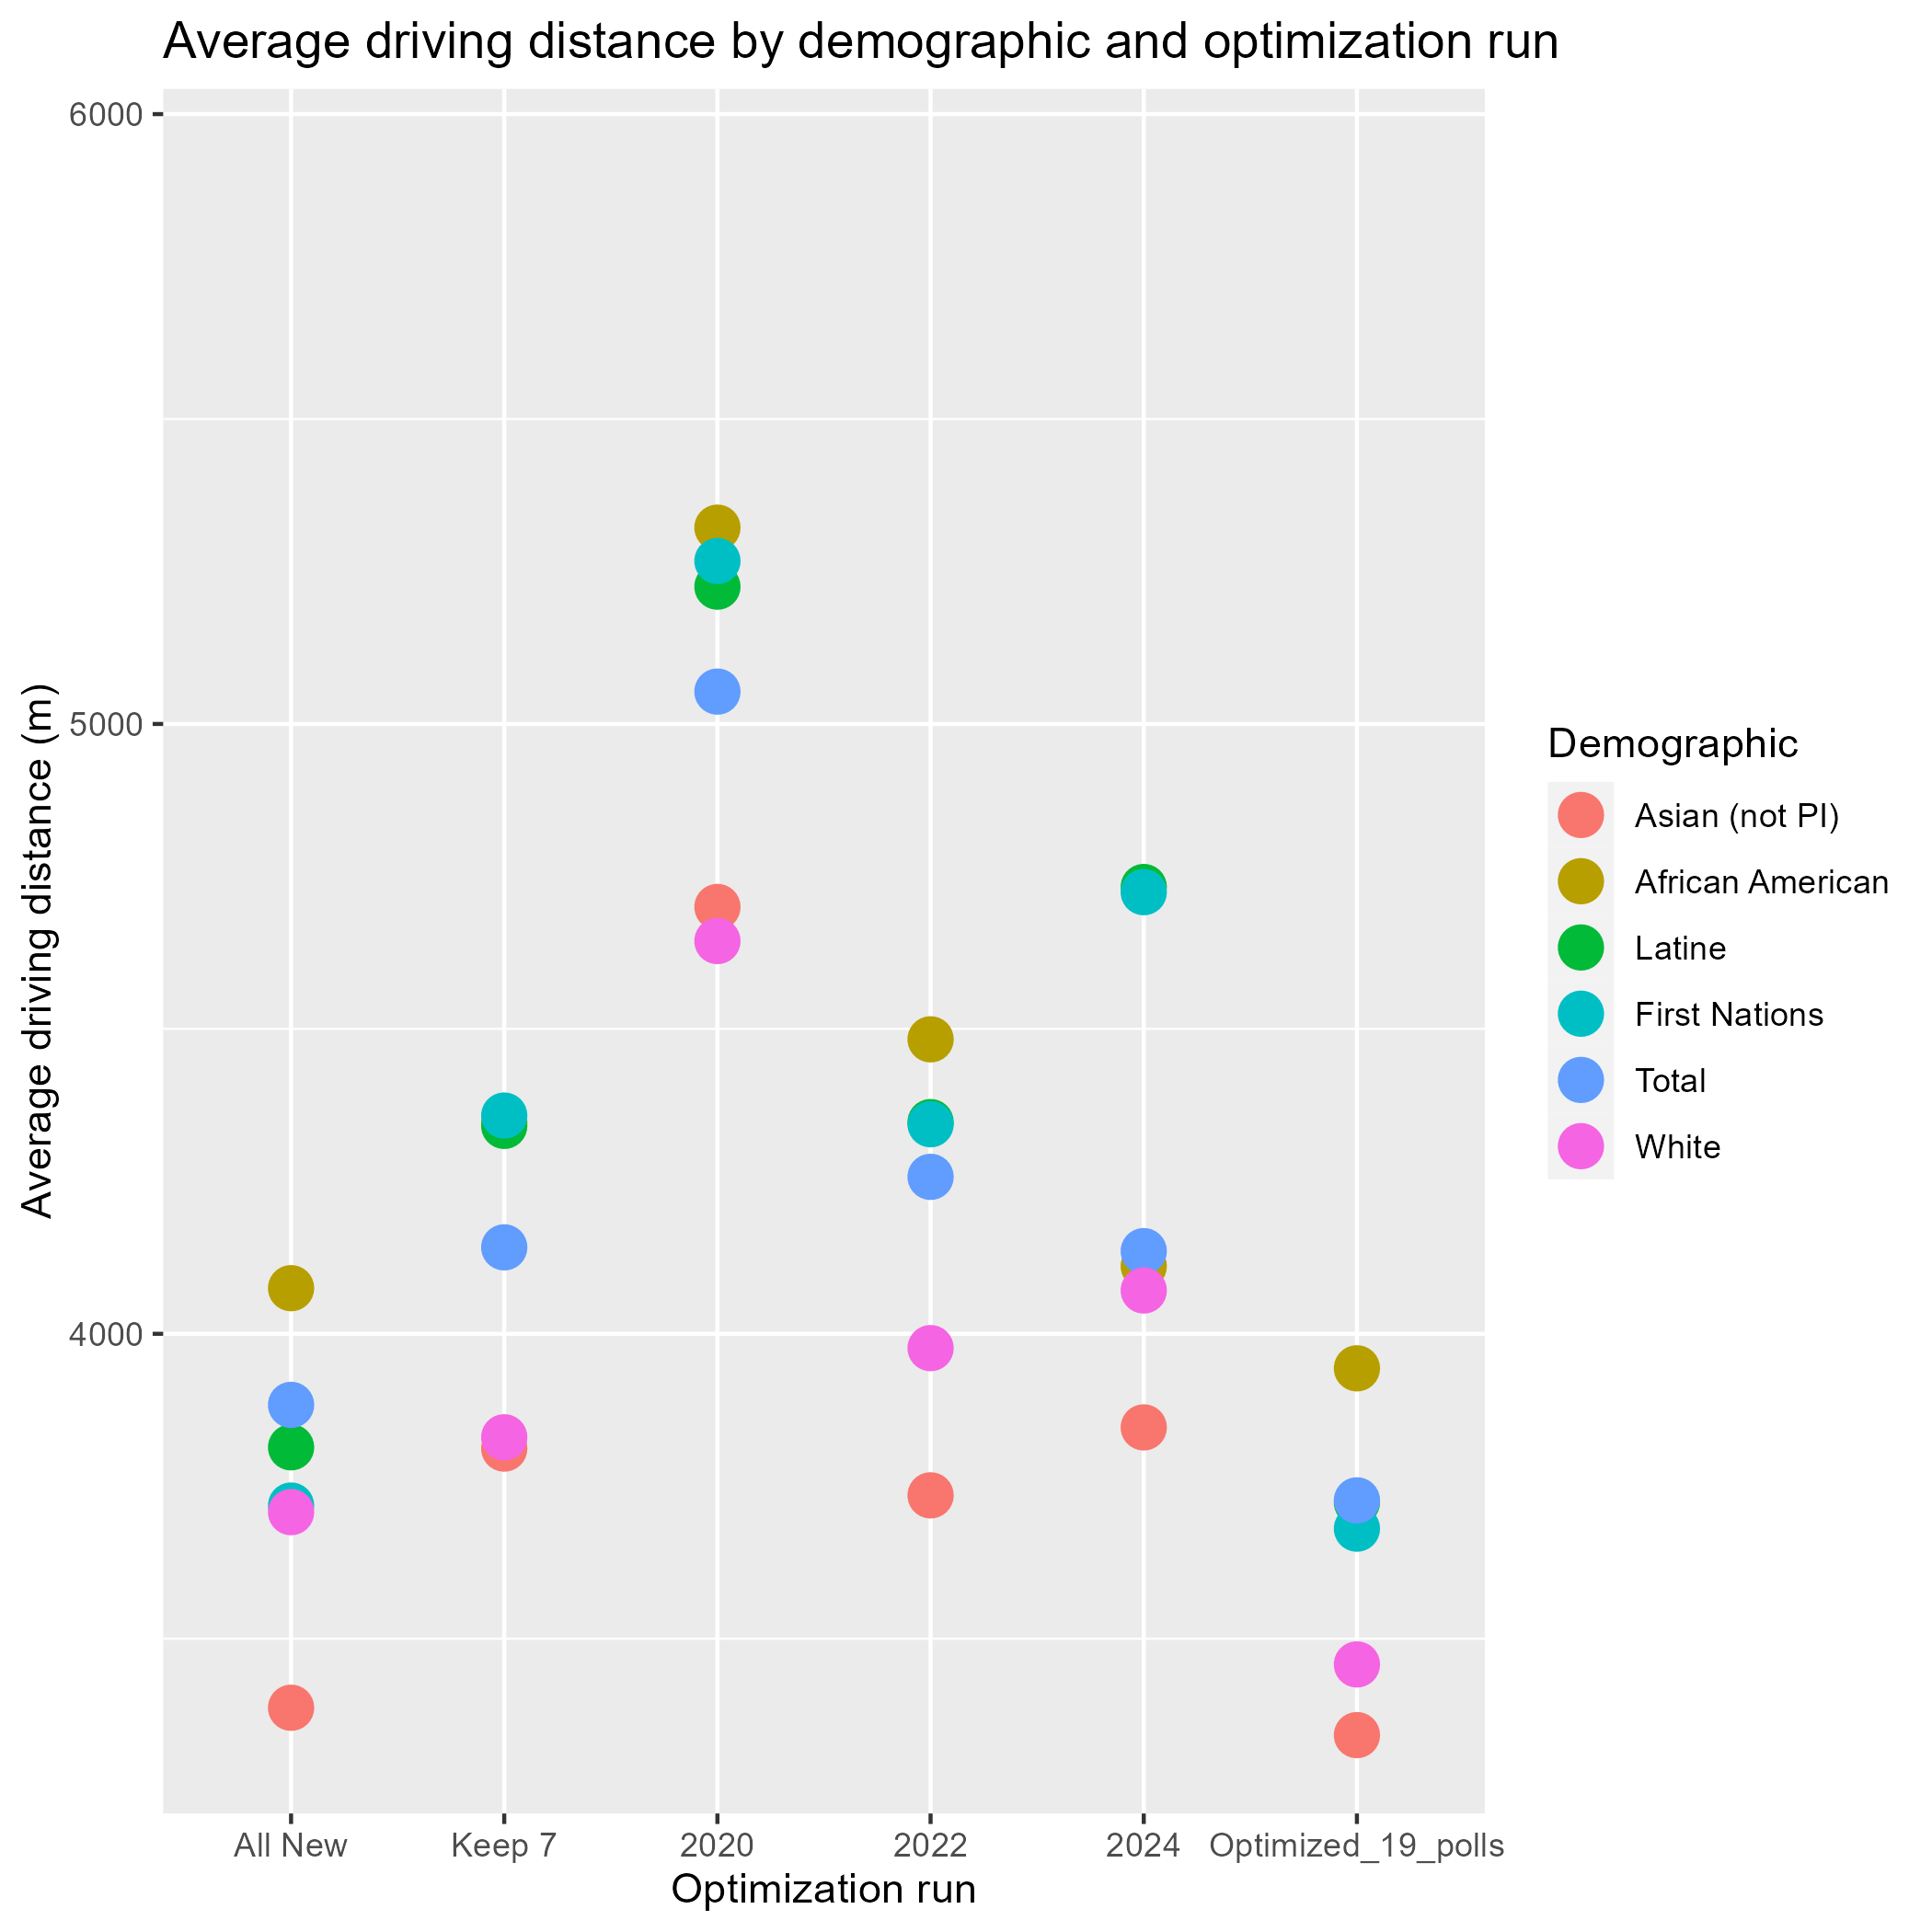 Average driving distance by demographic and optimization run
6000
5000
4000
Average driving distance (m)
All New
Keep 7
2020
2022
2024
Optimized_19_polls
Optimization run
Demographic
Asian (not PI)
African American
Latine
First Nations
Total
White